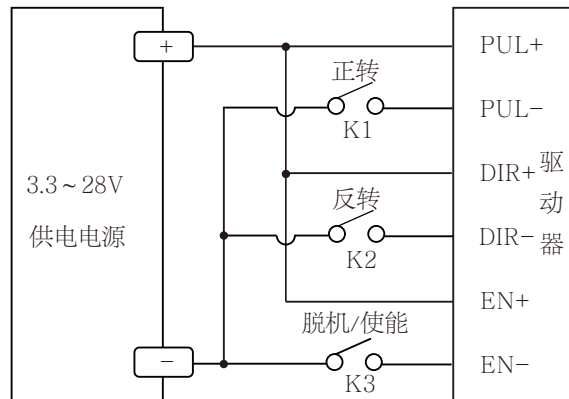 +
PUL+
正转
PUL-
K1
3.3~28V
供电电源
DIR+
驱动器
反转
DIR-
K2
EN+
脱机/使能
-
EN-
K3